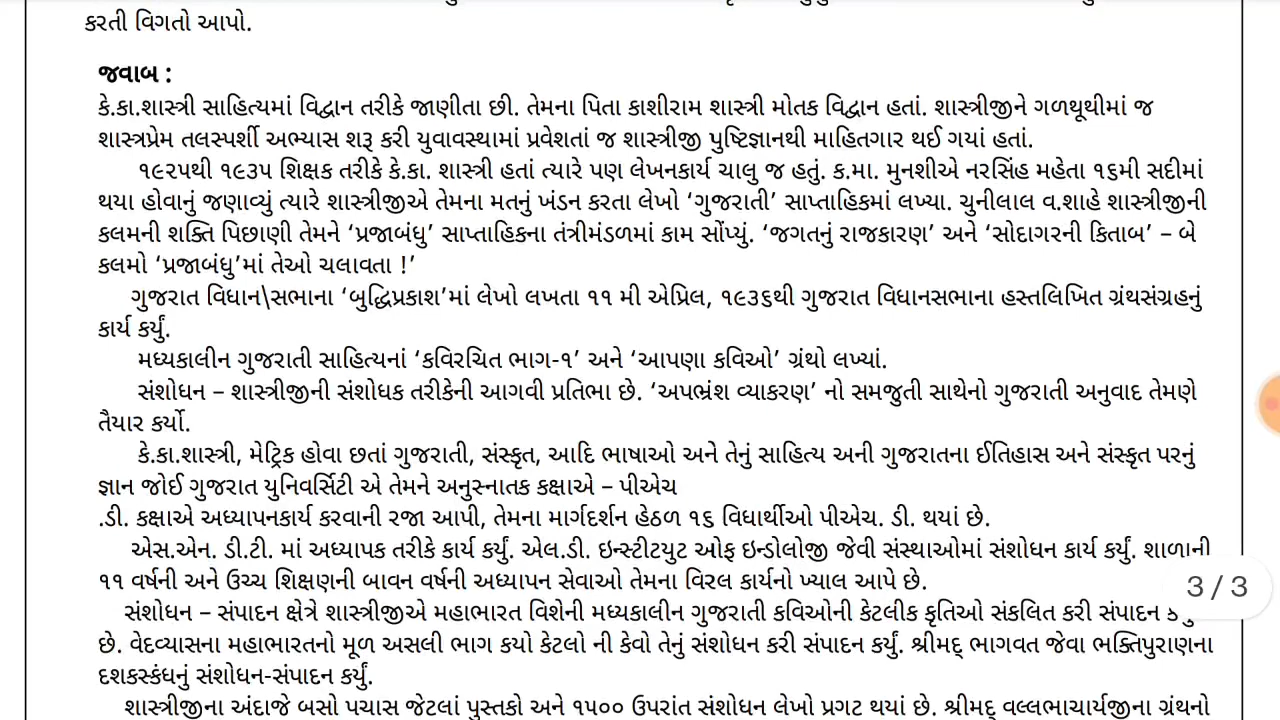 કરતી વિગતો આપો.
જવાબ :
કે.કા.શાસ્ત્રી સાહિત્યમાં વિદ્વાન તરીકે જાણીતા છી. તેમના પિતા કાશીરામ શાસ્ત્રી મોતક વિદ્વાન હતાં. શાસ્ત્રીજીને ગળથૂથીમાં જ
શાસ્ત્રપ્રેમ તલસ્પર્શી અભ્યાસ શરૂ કરી યુવાવસ્થામાં પ્રવેશતાં જ શાસ્ત્રીજી પુષ્ટિજ્ઞાનથી માહિતગાર થઈ ગયાં હતાં.
૧૯૨૫થી ૧૯૩૫ શિક્ષક તરીકે કે.કા. શાસ્ત્રી હતાં ત્યારે પણ લેખનકાર્ય ચાલુ જ હતું. ક.મા. મુનશીએ નરસિંહ મહેતા ૧૬મી સદીમાં
થયા હોવાનું જણાવ્યું ત્યારે શાસ્ત્રીજીએ તેમના મતનું ખંડન કરતા લેખો ‘ગુજરાતી’ સાપ્તાહિકમાં લખ્યા. ચુનીલાલ વ.શાહે શાસ્ત્રીજીની
કલમની શક્તિ પિછાણી તેમને ‘પ્રજાબંધુ’ સાપ્તાહિકના તંત્રીમંડળમાં કામ સોંપ્યું. ‘જગતનું રાજકારણ’ અને ‘સોદાગરની કિતાબ’ – બે
કલમો ‘પ્રજાબંધુ’માં તેઓ ચલાવતા !’
ગુજરાત વિધાન\સભાના ‘બુદ્ધિપ્રકાશ’માં લેખો લખતા ૧૧ મી એપ્રિલ, ૧૯૩૬થી ગુજરાત વિધાનસભાના હસ્તલિખિત ગ્રંથસંગ્રહનું
કાર્ય કર્યું.
મધ્યકાલીન ગુજરાતી સાહિત્યનાં ‘કવિરચિત ભાગ-૧’ અને ‘આપણા કવિઓ’ ગ્રંથો લખ્યાં.
સંશોધન – શાસ્ત્રીજીની સંશોધક તરીકેની આગવી પ્રતિભા છે. ‘અપભ્રંશ વ્યાકરણ’ નો સમજુતી સાથેનો ગુજરાતી અનુવાદ તેમણે
તૈયાર કર્યો.
કે.કા.શાસ્ત્રી, મેટ્રિક હોવા છતાં ગુજરાતી, સંસ્કૃત, આદિ ભાષાઓ અને તેનું સાહિત્ય અની ગુજરાતના ઈતિહાસ અને સંસ્કૃત પરનું
જ્ઞાન જોઈ ગુજરાત યુનિવર્સિટી એ તેમને અનુસ્નાતક કક્ષાએ – પીએચ
.ડી. કક્ષાએ અધ્યાપનકાર્ય કરવાની રજા આપી, તેમના માર્ગદર્શન હેઠળ ૧૬ વિધાર્થીઓ પીએચ. ડી. થયાં છે.
એસ.એન. ડી.ટી. માં અધ્યાપક તરીકે કાર્ય કર્યું. એલ.ડી. ઇન્સ્ટીટયુટ ઓફ ઇન્ડોલોજી જેવી સંસ્થાઓમાં સંશોધન કાર્ય કર્યું. શાળાની
૧૧ વર્ષની અને ઉચ્ચ શિક્ષણની બાવન વર્ષની અધ્યાપન સેવાઓ તેમના વિરલ કાર્યનો ખ્યાલ આપે છે.
3 / 3
સંશોધન – સંપાદન ક્ષેત્રે શાસ્ત્રીજીએ મહાભારત વિશેની મધ્યકાલીન ગુજરાતી કવિઓની કેટલીક કૃતિઓ સંકલિત કરી સંપાદન
છે. વેદવ્યાસના મહાભારતનો મૂળ અસલી ભાગ કયો કેટલો ની કેવો તેનું સંશોધન કરી સંપાદન કર્યું. શ્રીમદ્ ભાગવત જેવા ભક્તિપુરાણના
દશકસ્કંધનું સંશોધન-સંપાદન કર્યું.
શાસ્ત્રીજીના અંદાજે બસો પચાસ જેટલાં પુસ્તકો અને ૧૫૦૦ ઉપરાંત સંશોધન લેખો પ્રગટ થયાં છે. શ્રીમદ્ વલ્લભાચાર્યજીના ગ્રંથનો